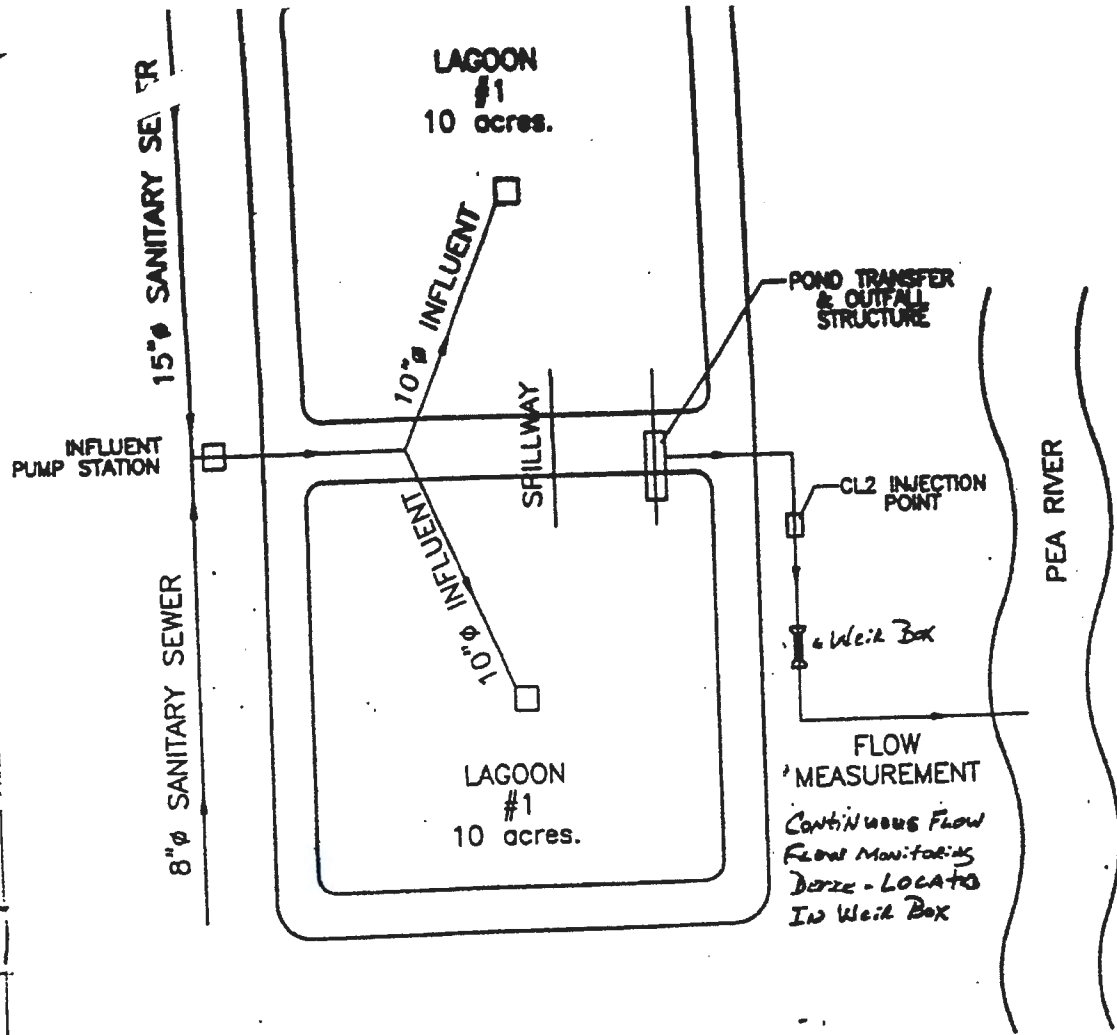 LAGOON
#1
10 acres.
15"ø SANITARY SEWER
10"ø INFLUENT
POND TRANSFER
& OUTFALL
STRUCTURE
SPILLWAY
INFLUENT
PUMP STATION
CL2 INJECTION
POINT
PEA RIVER
10"ø INFLUENT
8"ø SANITARY SEWER
Weir Box
LAGOON
#1
10 acres.
FLOW
MEASUREMENT
Continuous Flow
Flow Monitoring
- LOCATED
In Weir Box